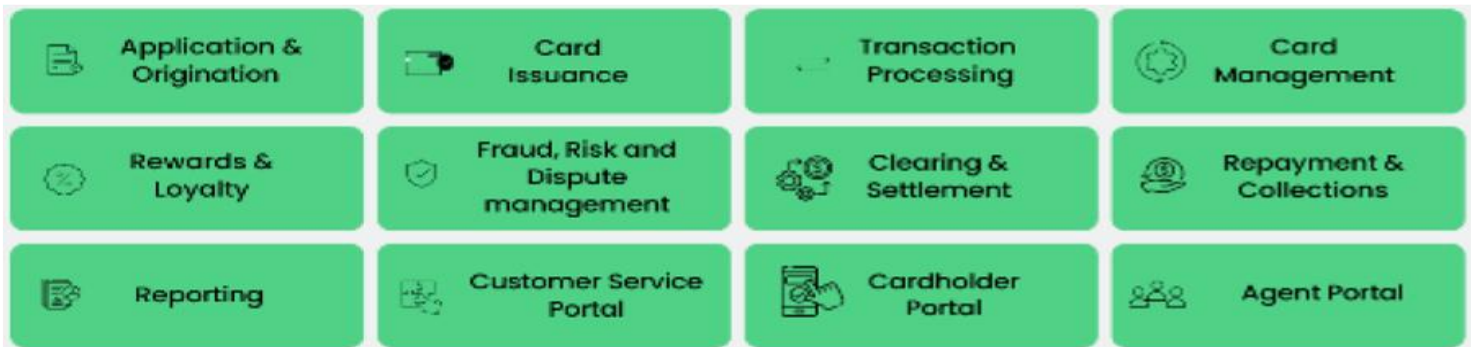 Application &
Origination
Card
Issuance
Transaction
Processing
Card
Management
Rewards &
Loyalty
Fraud, Risk and
Dispute
management
Clearing &
Settlement
Repayment &
Collections
Reporting
Customer Service
Portal
Cardholder
Portal
Agent Portal